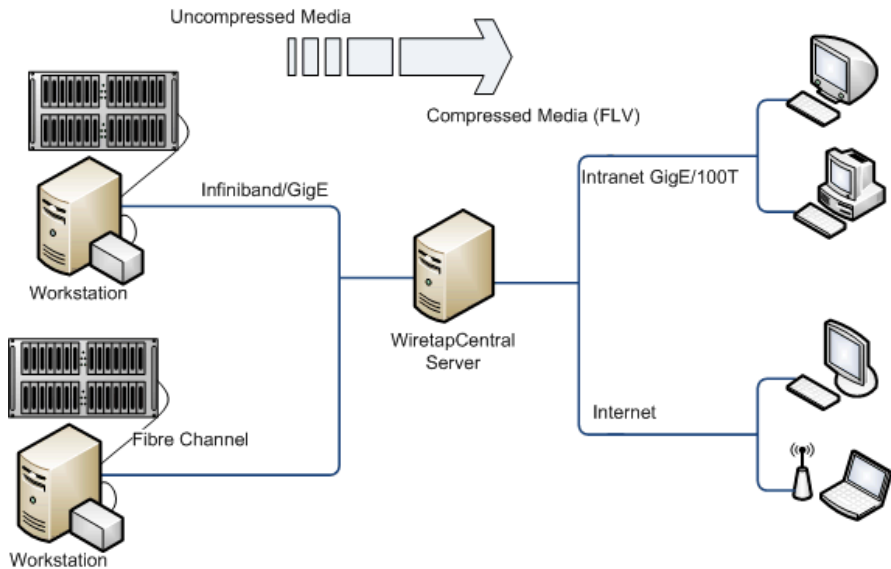 Uncompressed Media
Compressed Media (FLV)
Infiniband/GigE
Intranet GigE/100T
Workstation
WiretapCentral
Server
Internet
Fibre Channel
Workstation